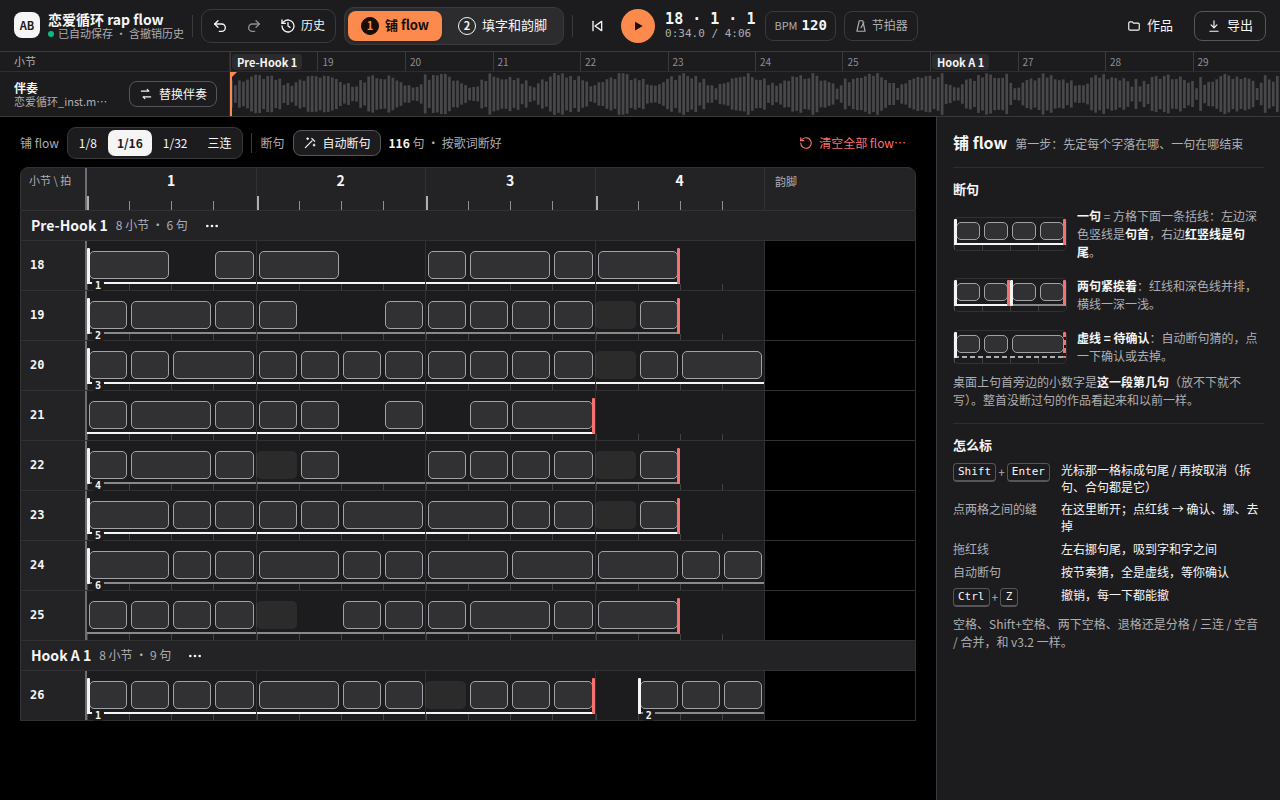 AB
恋爱循环 rap flow
已自动保存 · 含撤销历史
历史
1 铺 flow
2 填字和韵脚
18 · 1 · 1
0:34.0 / 4:06
BPM 120
节拍器
作品
导出
小节
Pre-Hook 1 19 20 21 22 23 24 25 Hook A 1 27 28 29
伴奏
恋爱循环_inst.m⋯
替换伴奏
铺 flow 1/8 1/16 1/32 三连 断句 自动断句 116 句 · 按歌词断好 清空全部 flow⋯
小节 \ 拍 1 2 3 4 韵脚
Pre-Hook 1 8 小节 · 6 句 ⋯
18
1
19
2
20
3
21
22
4
23
5
24
6
25
Hook A 1 8 小节 · 9 句 ⋯
26
1 2
铺 flow 第一步：先定每个字落在哪、一句在哪结束
断句
一句 = 方格下面一条括线：左边深
色竖线是句首，右边红竖线是句
尾。
两句紧挨着：红线和深色线并排，
横线一深一浅。
虚线 = 待确认：自动断句猜的，点
一下确认或去掉。
桌面上句首旁边的小数字是这一段第几句（放不下就不
写）。整首没断过句的作品看起来和以前一样。
怎么标
Shift + Enter 光标那一格标成句尾 / 再按取消（拆
句、合句都是它）
点两格之间的缝 在这里断开；点红线 → 确认、挪、去
掉
拖红线 左右挪句尾，吸到字和字之间
自动断句 按节奏猜，全是虚线，等你确认
Ctrl + Z 撤销，每一下都能撤
空格、Shift+空格、两下空格、退格还是分格 / 三连 / 空音
/ 合并，和 v3.2 一样。